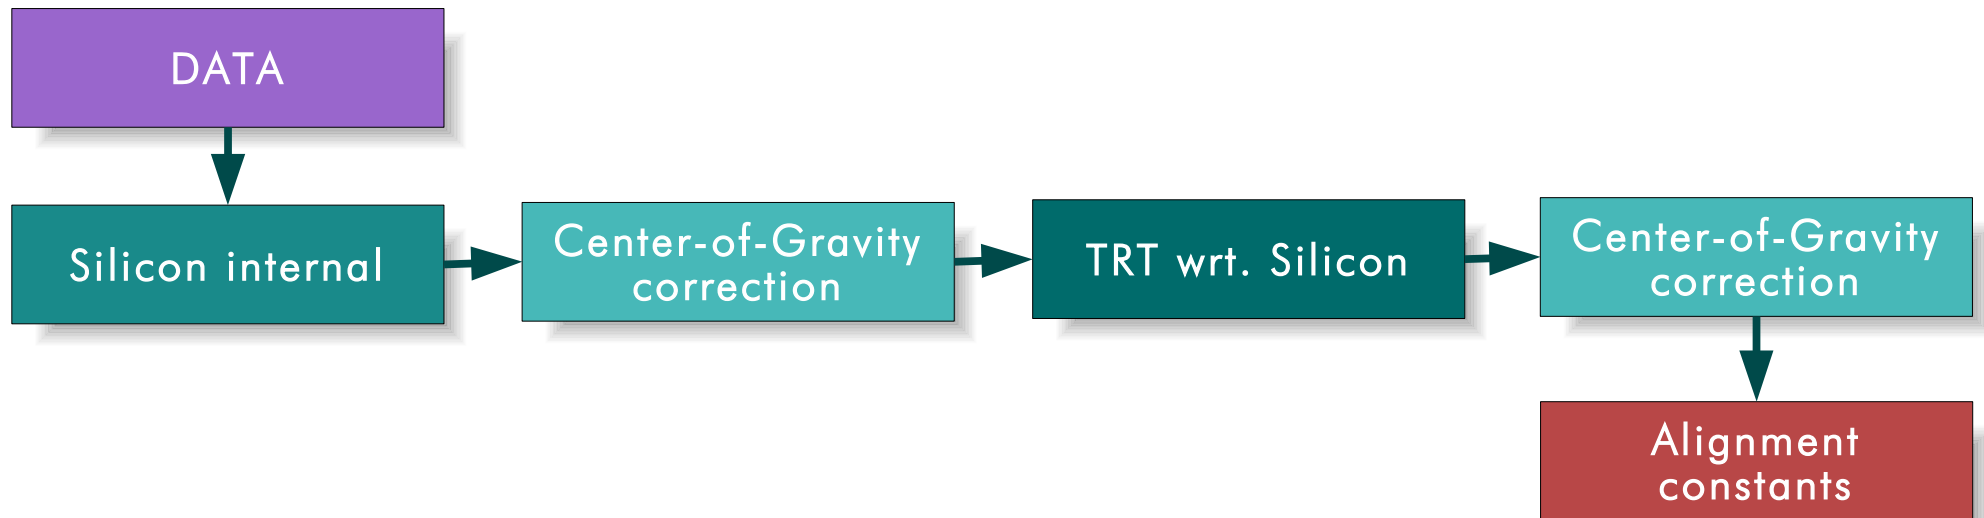 DATA
Silicon internal
Center-of-Gravity
correction
TRT wrt. Silicon
Center-of-Gravity
correction
Alignment
constants